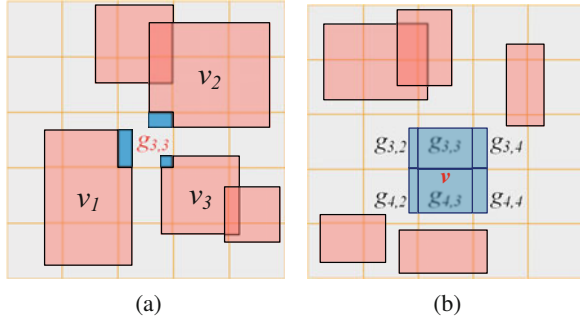 v₂
g₃,₃
v₁
v₃
g₃,₂ g₃,₃ g₃,₄
v
g₄,₂ g₄,₃ g₄,₄
(a) (b)